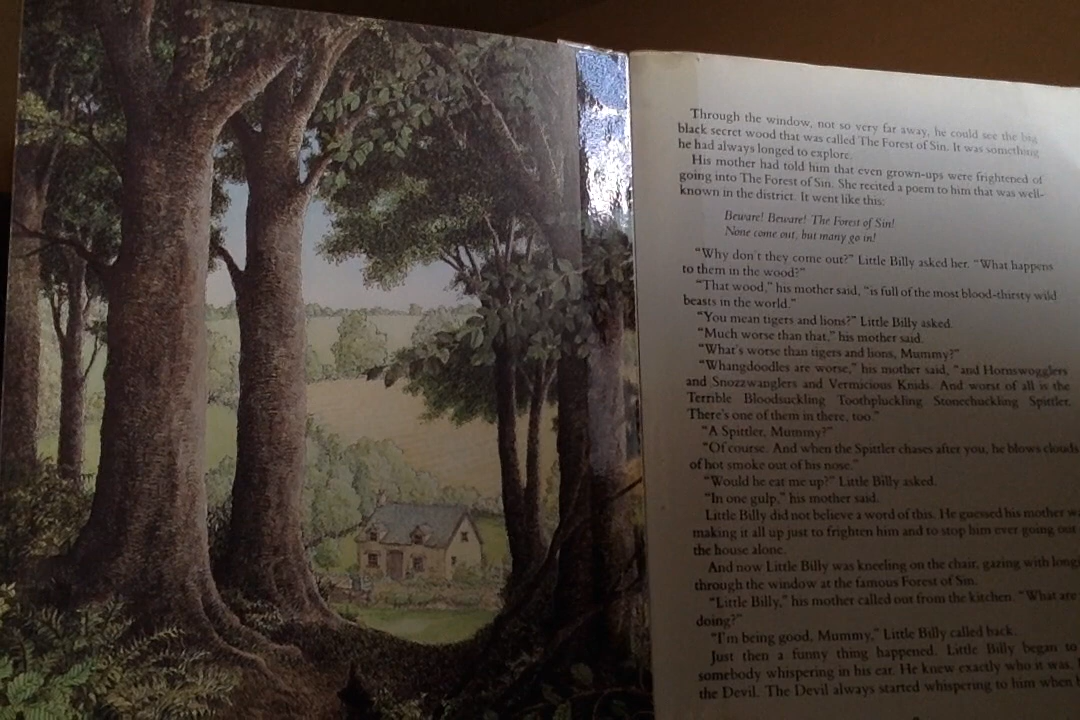 Through the window, not so very far away, he could see the big
black secret wood that was called The Forest of Sin. It was something
he had always longed to explore.
His mother had told him that even grown-ups were frightened of
going into The Forest of Sin. She recited a poem to him that was well-
known in the district. It went like this:
Beware! Beware! The Forest of Sin!
None come out, but many go in!
"Why don't they come out?" Little Billy asked her. "What happens
to them in the wood?"
"That wood," his mother said, "is full of the most blood-thirsty wild
beasts in the world."
"You mean tigers and lions?" Little Billy asked.
"Much worse than that," his mother said.
"What's worse than tigers and lions, Mummy?"
"Whangdoodles are worse," his mother said, "and Hornswogglers
and Snozzwanglers and Vermicious Knids. And worst of all is the
Terrible Bloodsuckling Toothpluckling Stonechuckling Spittler.
There's one of them in there, too."
"A Spittler, Mummy?"
"Of course. And when the Spittler chases after you, he blows clouds
of hot smoke out of his nose."
"Would he eat me up?" Little Billy asked.
"In one gulp," his mother said.
Little Billy did not believe a word of this. He guessed his mother
making it all up just to frighten him and to stop him ever going out
the house alone.
And now Little Billy was kneeling on the chair, gazing with
through the window at the famous Forest of Sin.
"Little Billy," his mother called out from the kitchen. "What are
doing?"
"I'm being good, Mummy," Little Billy called back.
Just then a funny thing happened. Little Billy began to
somebody whispering in his ear. He knew exactly who it was.
the Devil. The Devil always started whispering to him when